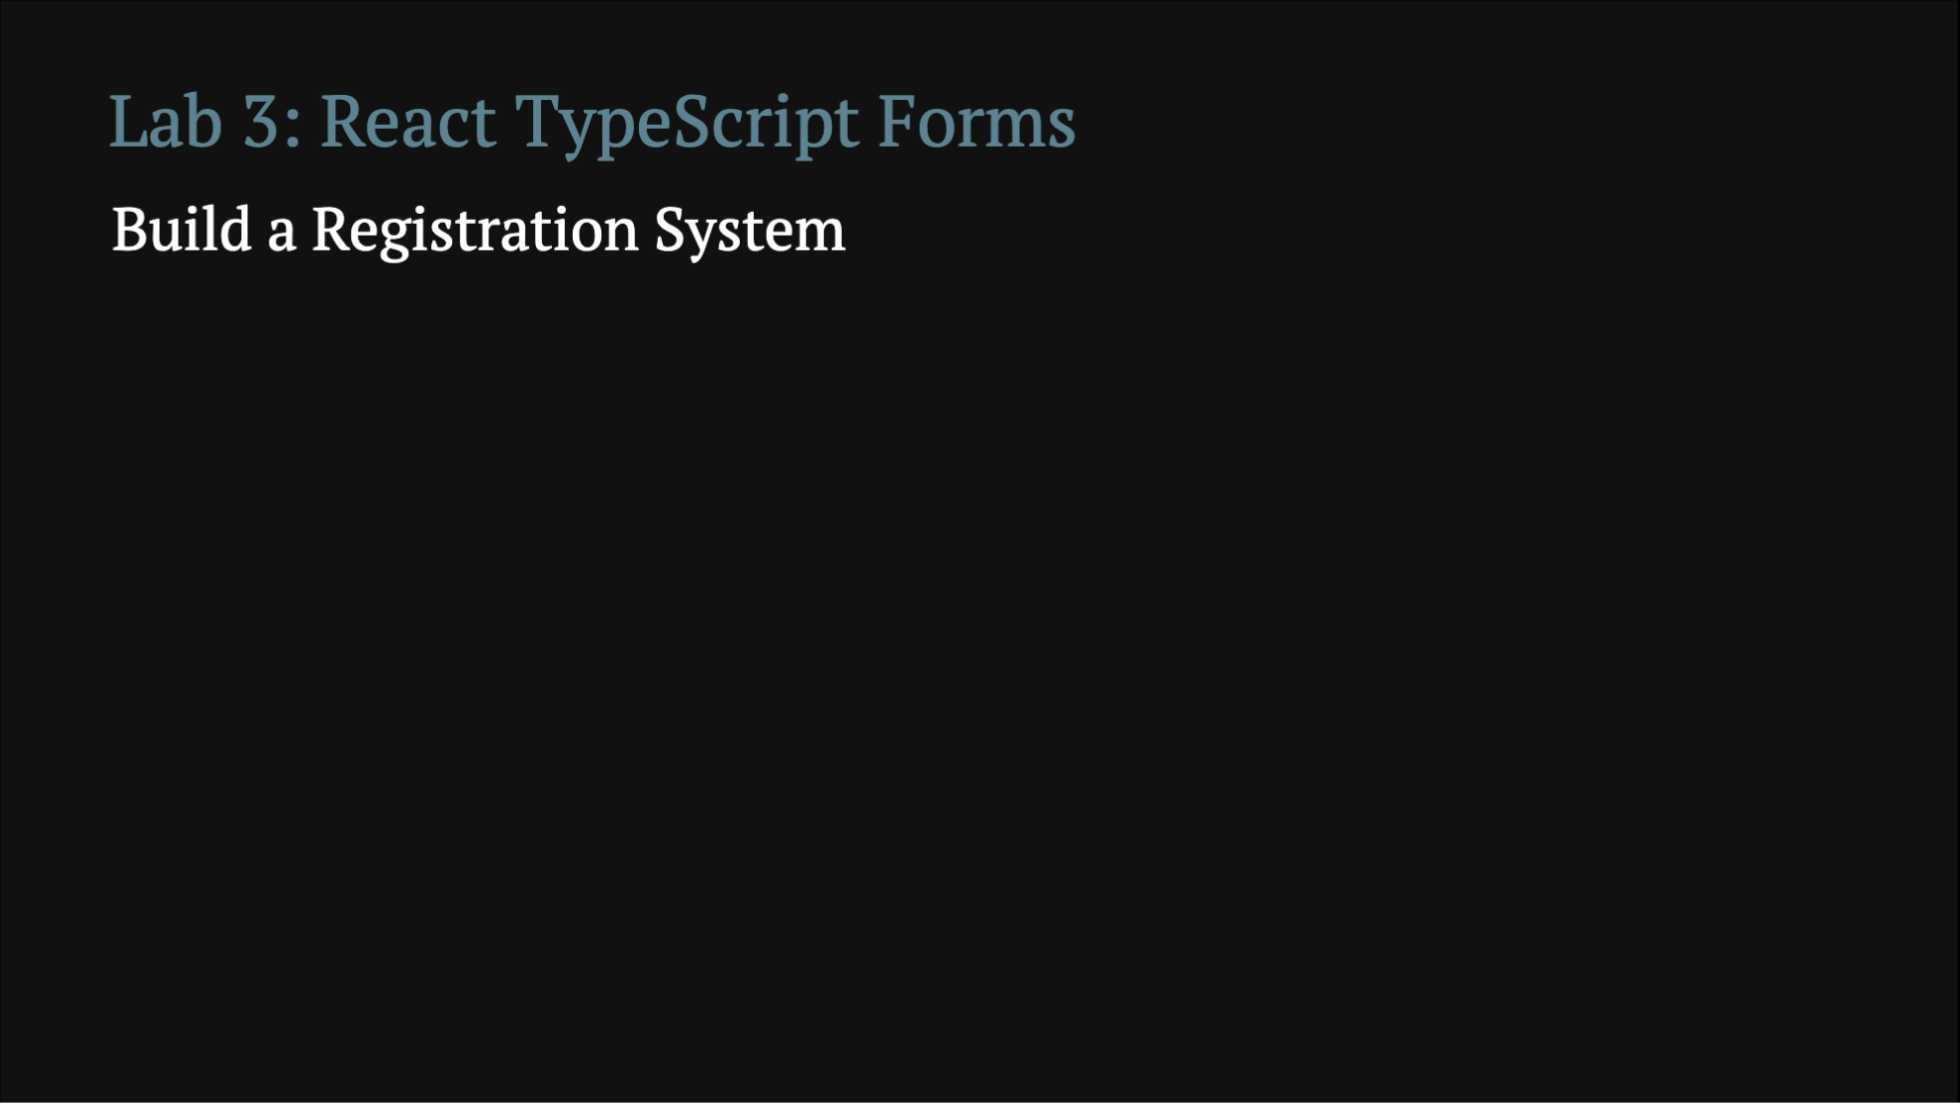 Lab 3: React TypeScript Forms
Build a Registration System